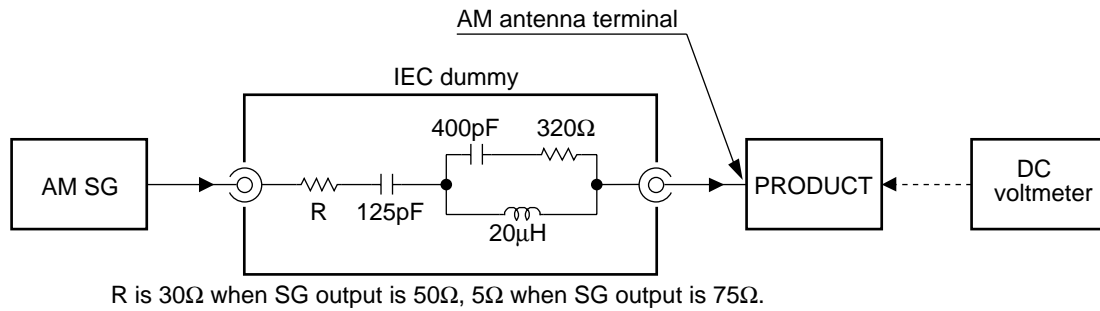 AM antenna terminal
IEC dummy
400pF
320Ω
AM SG
R
125pF
20μH
PRODUCT
DC
voltmeter
R is 30Ω when SG output is 50Ω, 5Ω when SG output is 75Ω.